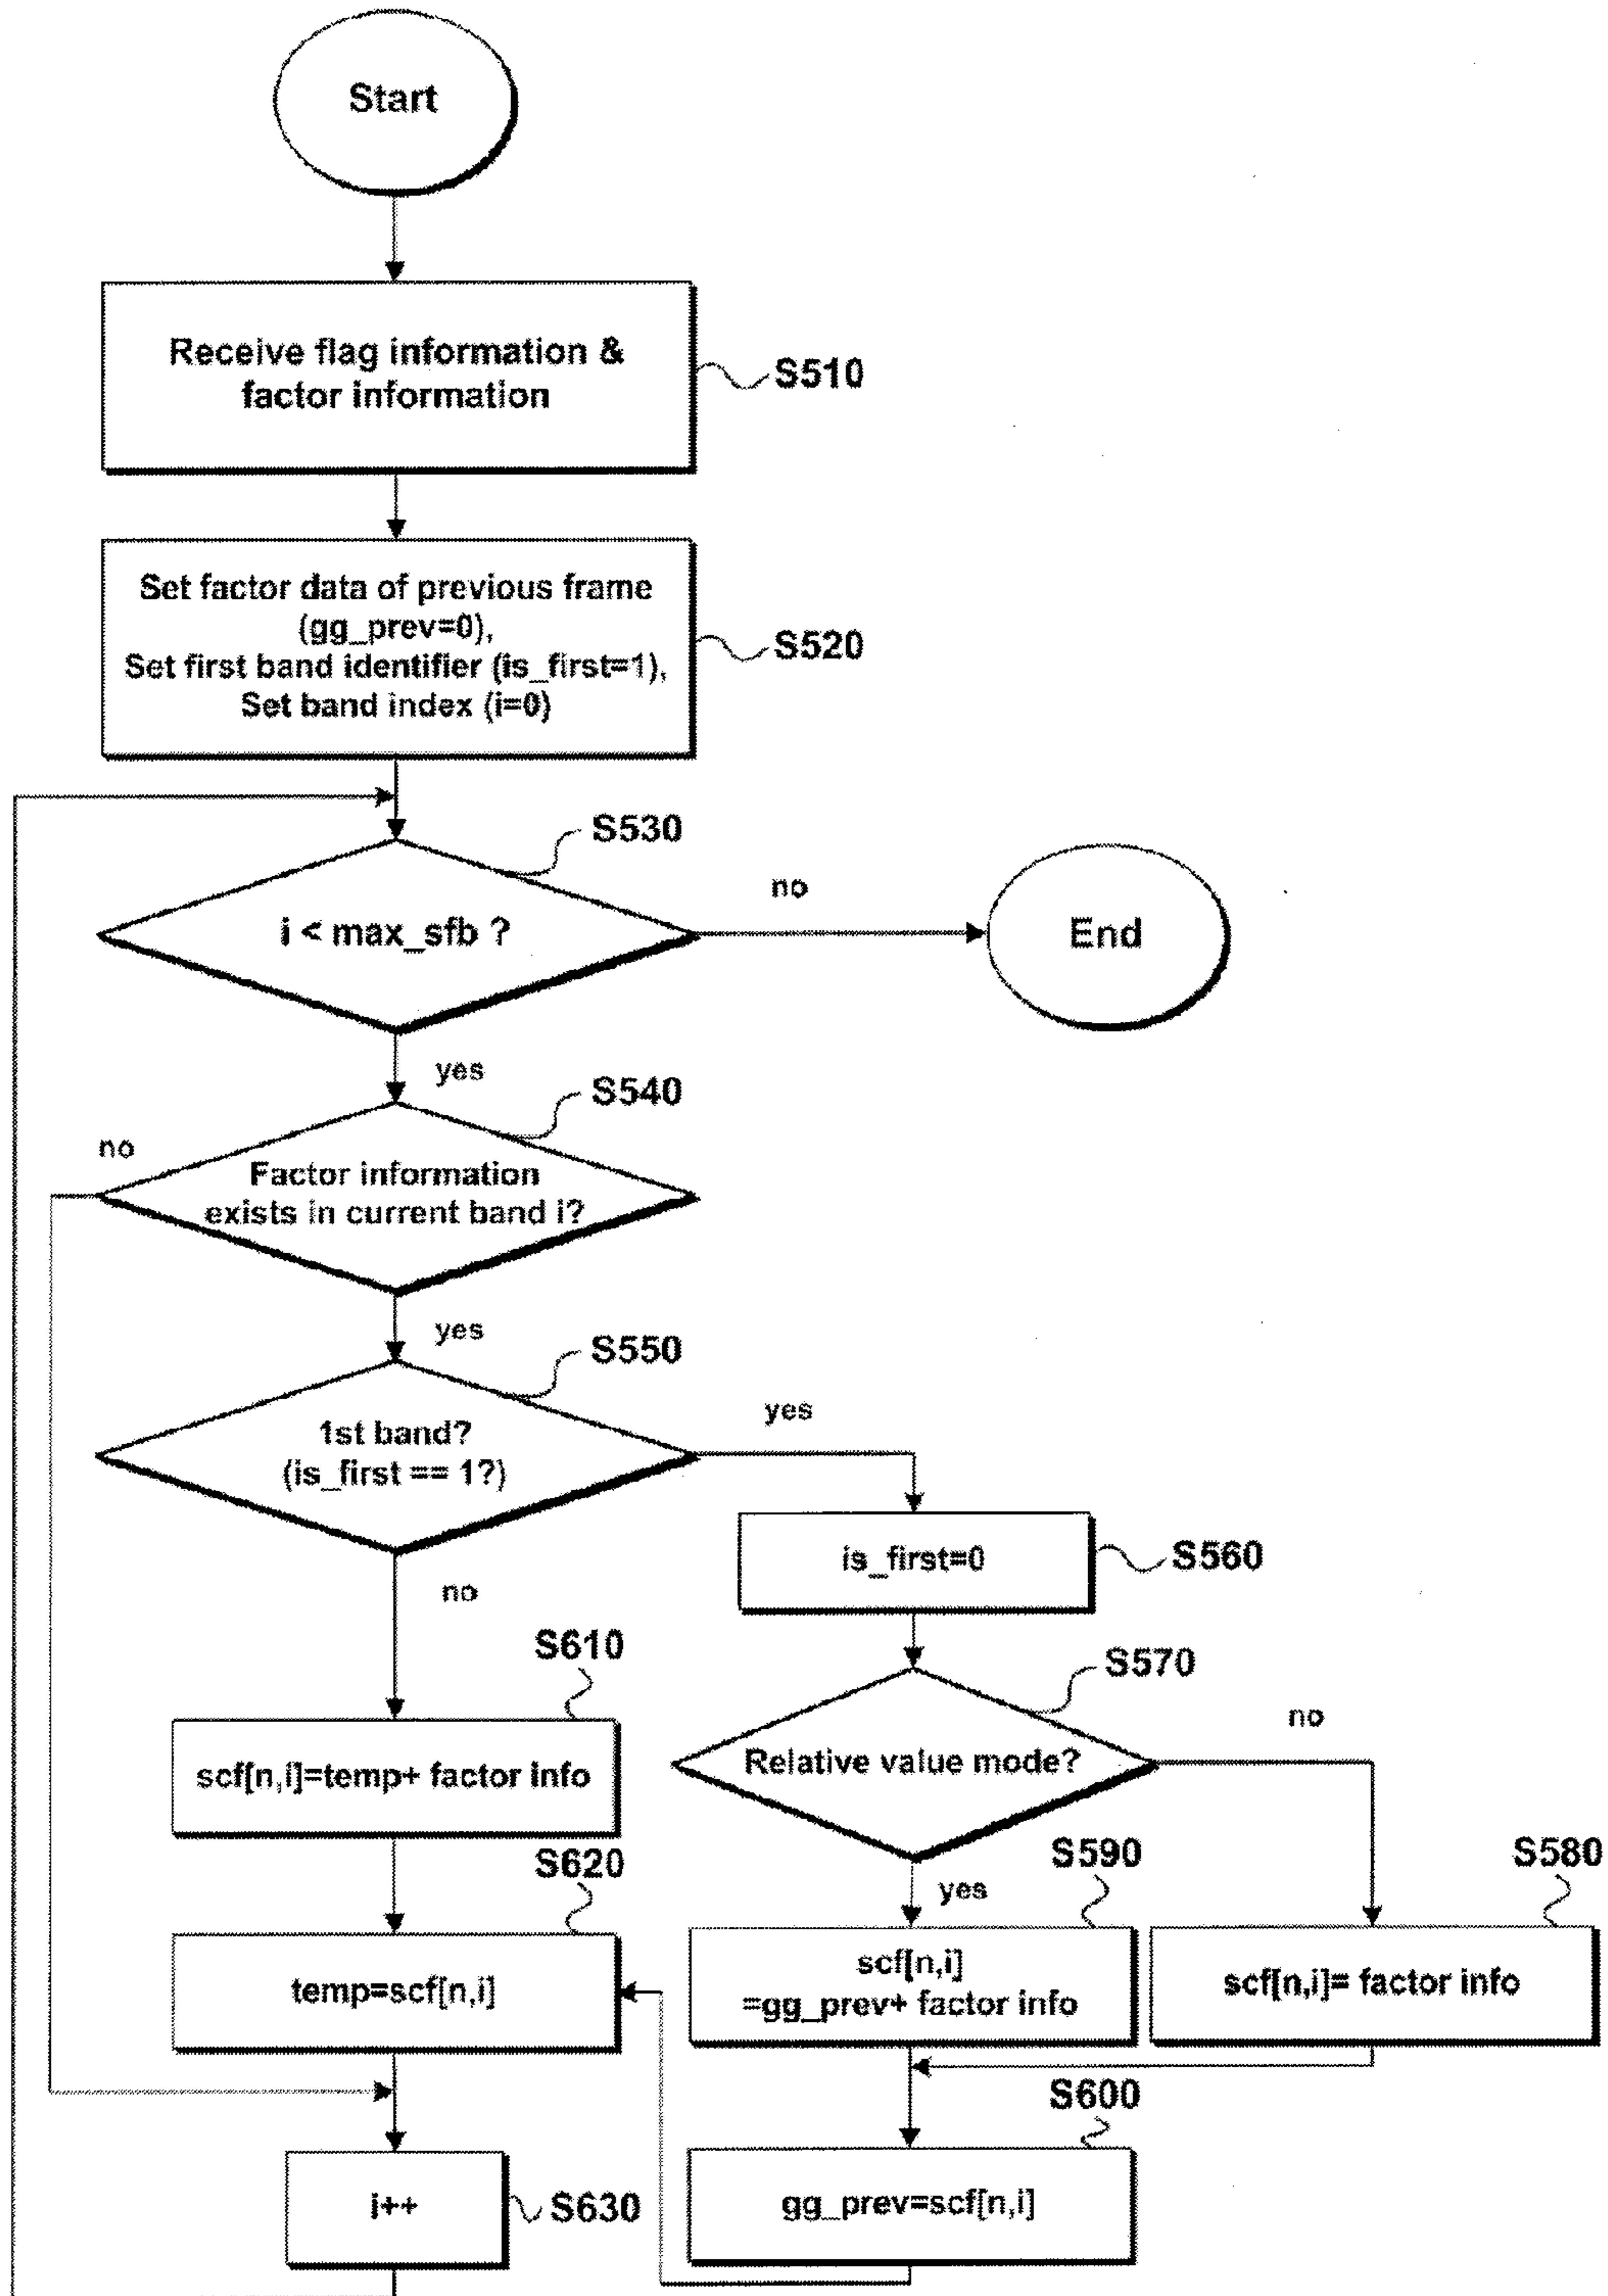 Start
Receive flag information &
factor information
S510
Set factor data of previous frame
(gg_prev=0),
Set first band identifier (is_first=1),
Set band index (i=0)
S520
S530
i < max_sfb ?
no
End
yes
S540
no
Factor information
exists in current band i?
yes
S550
1st band?
(is_first == 1?)
yes
is_first=0
S560
no
S610
S570
scf[n,i]=temp+ factor info
Relative value mode?
no
S620
S590
S580
yes
temp=scf[n,i]
scf[n,i]
=gg_prev+ factor info
scf[n,i]= factor info
S600
i++
S630
gg_prev=scf[n,i]